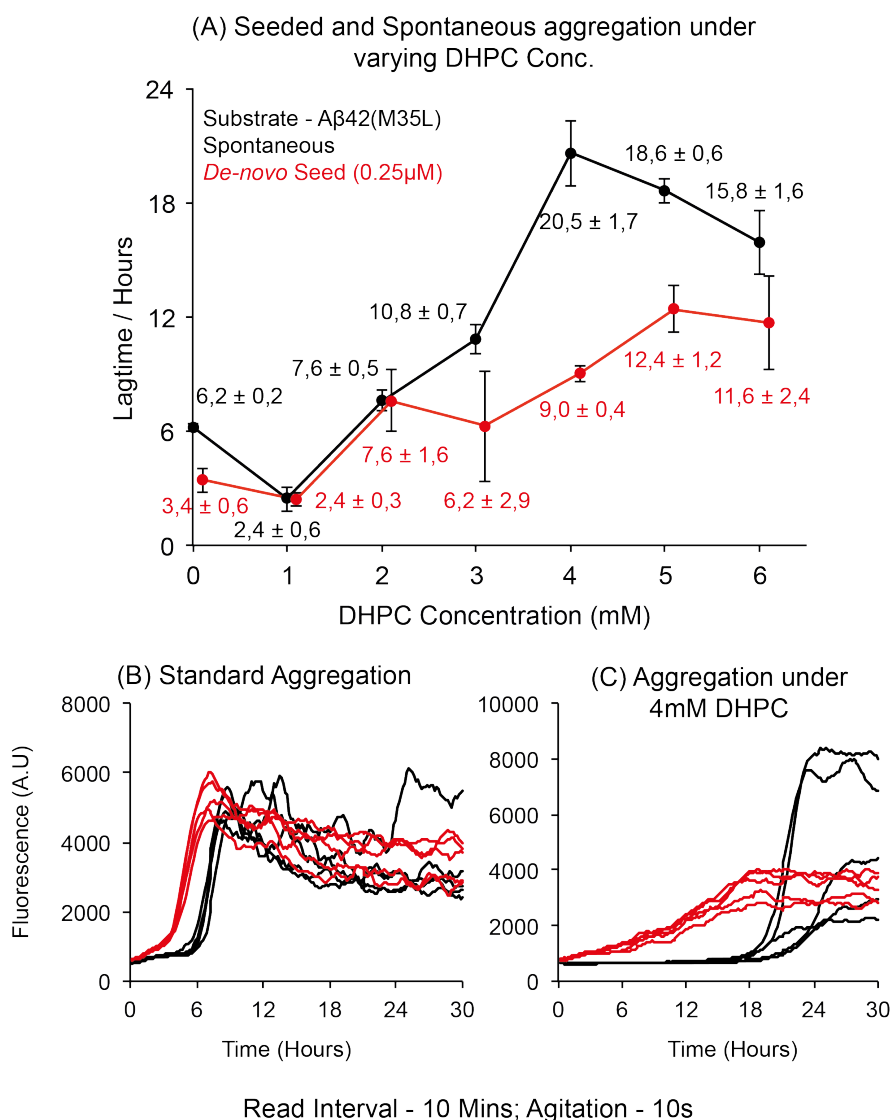 (A) Seeded and Spontaneous aggregation under
varying DHPC Conc.
Lagtime / Hours
24
18
12
6
0
Substrate - Aβ42(M35L)
Spontaneous
De-novo Seed (0.25μM)
6,2 ± 0,2
2,4 ± 0,6
7,6 ± 0,5
10,8 ± 0,7
20,5 ± 1,7
18,6 ± 0,6
15,8 ± 1,6
3,4 ± 0,6
2,4 ± 0,3
7,6 ± 1,6
6,2 ± 2,9
9,0 ± 0,4
12,4 ± 1,2
11,6 ± 2,4
0 1 2 3 4 5 6
DHPC Concentration (mM)
(B) Standard Aggregation
Fluorescence (A.U)
8000
6000
4000
2000
0
0 6 12 18 24 30
Time (Hours)
(C) Aggregation under
4mM DHPC
10000
8000
6000
4000
2000
0
0 6 12 18 24 30
Time (Hours)
Read Interval - 10 Mins; Agitation - 10s